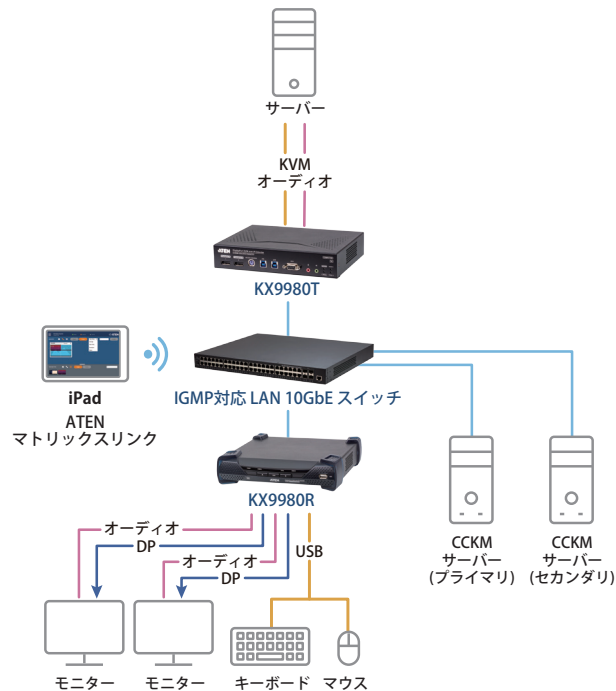 サーバー
KVM
オーディオ
ATEN
KX9980T
iPad
ATEN
マトリックスリンク
IGMP対応 LAN 10GbE スイッチ
KX9980R
オーディオ
DP
オーディオ
DP
USB
CCKM
サーバー
(プライマリ)
CCKM
サーバー
(セカンダリ)
モニター
モニター
キーボード
マウス